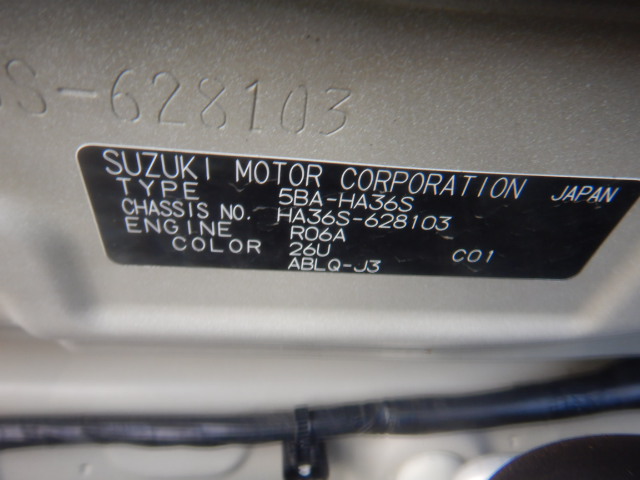 S-628103
SUZUKI MOTOR CORPORATION JAPAN
TYPE 5BA-HA36S
CHASSIS NO. HA36S-628103
ENGINE R06A
COLOR 26U C01
ABLQ-J3